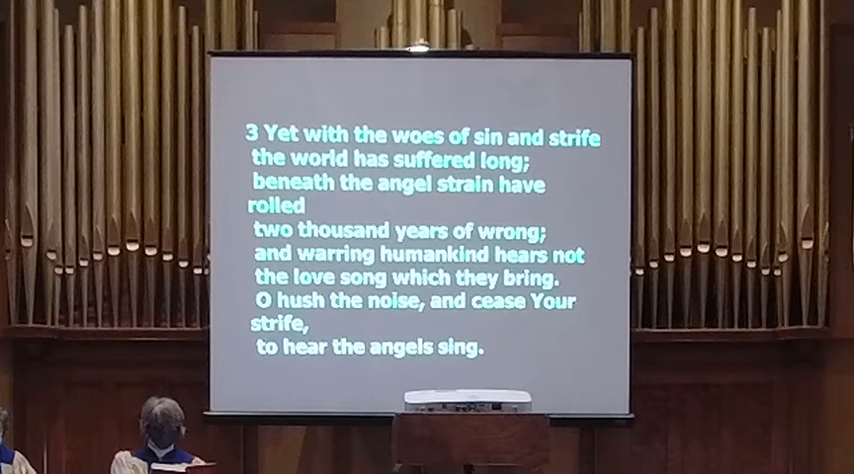 3 Yet with the woes of sin and strife
the world has suffered long;
beneath the angel strain have
rolled
two thousand years of wrong;
and warring humankind hears not
the love song which they bring.
O hush the noise, and cease Your
strife,
to hear the angels sing.